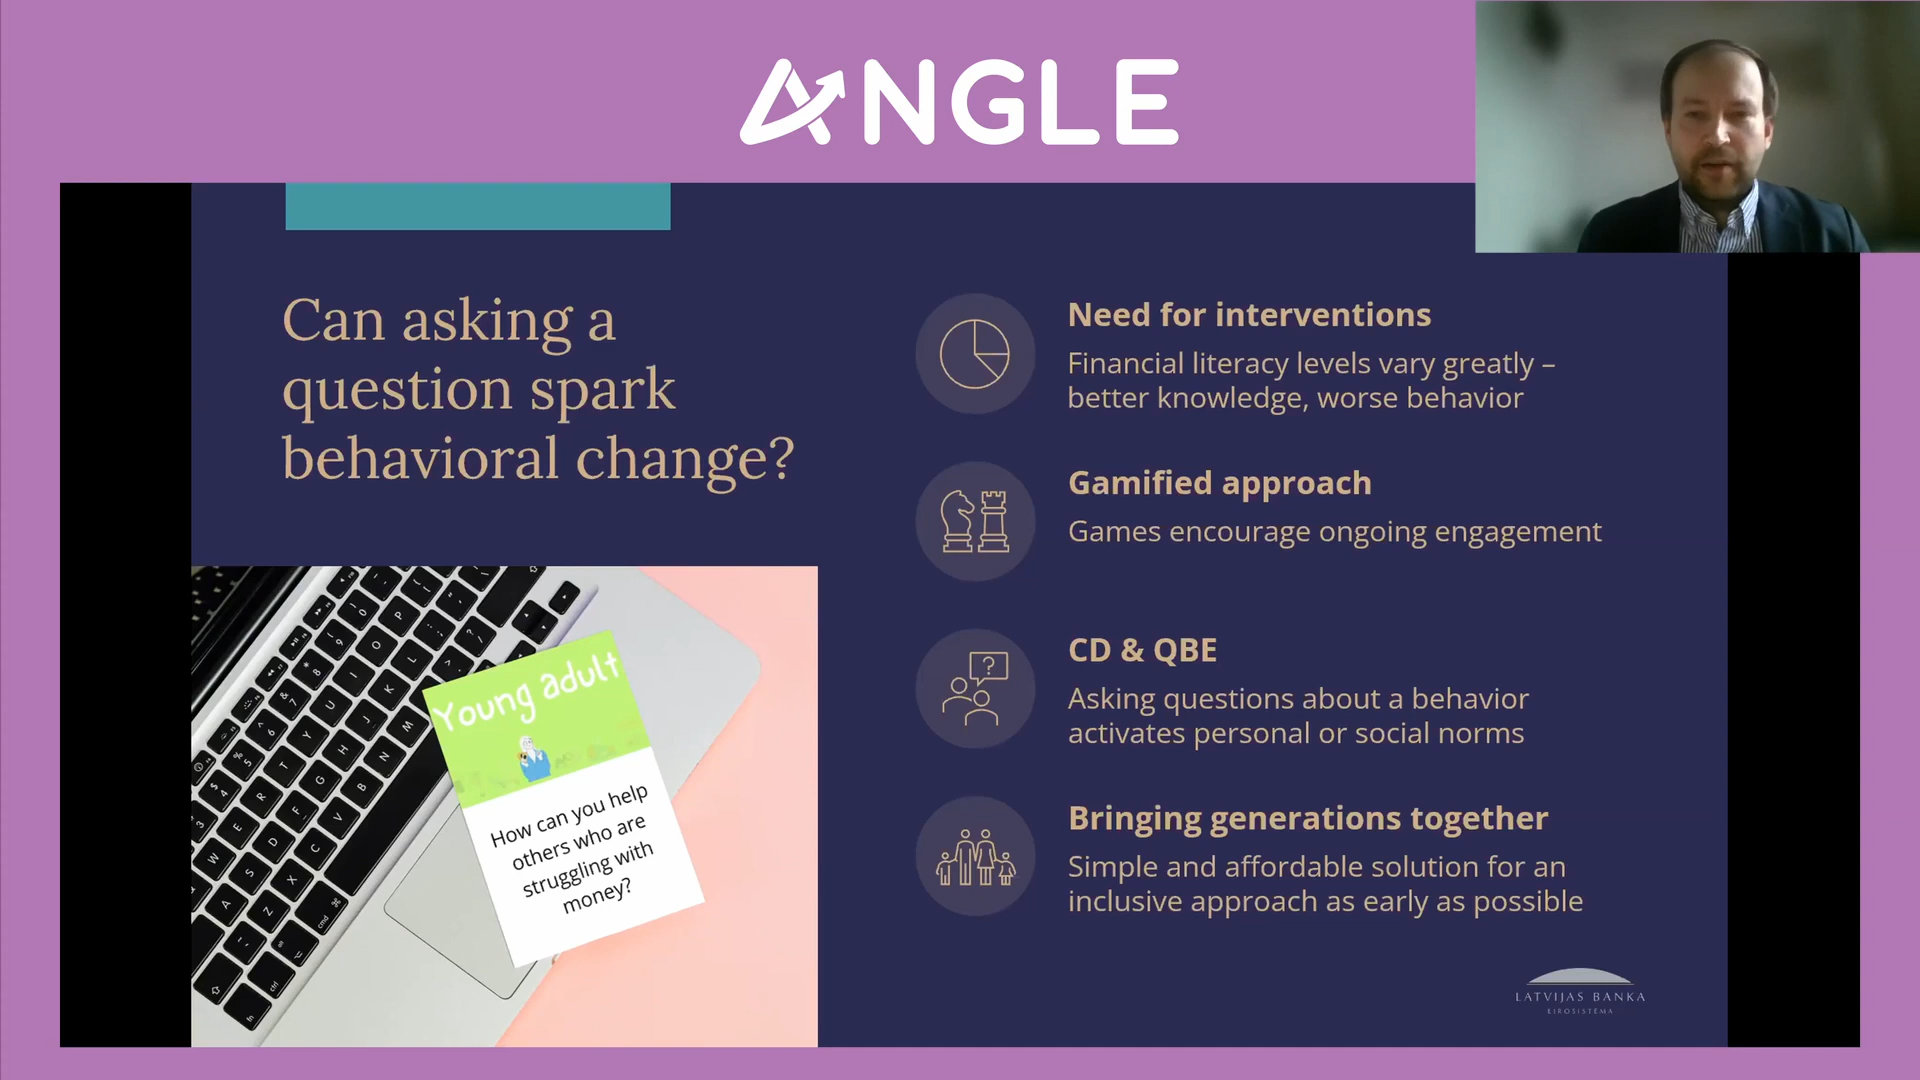 ANGLE
Can asking a
question spark
behavioral change?
Need for interventions
Financial literacy levels vary greatly –
better knowledge, worse behavior
Gamified approach
Games encourage ongoing engagement
CD & QBE
Asking questions about a behavior
activates personal or social norms
Bringing generations together
Simple and affordable solution for an
inclusive approach as early as possible
Young adult
How can you help
others who are
struggling with
money?
LATVIJAS BANKA
EIROSISTĒMA